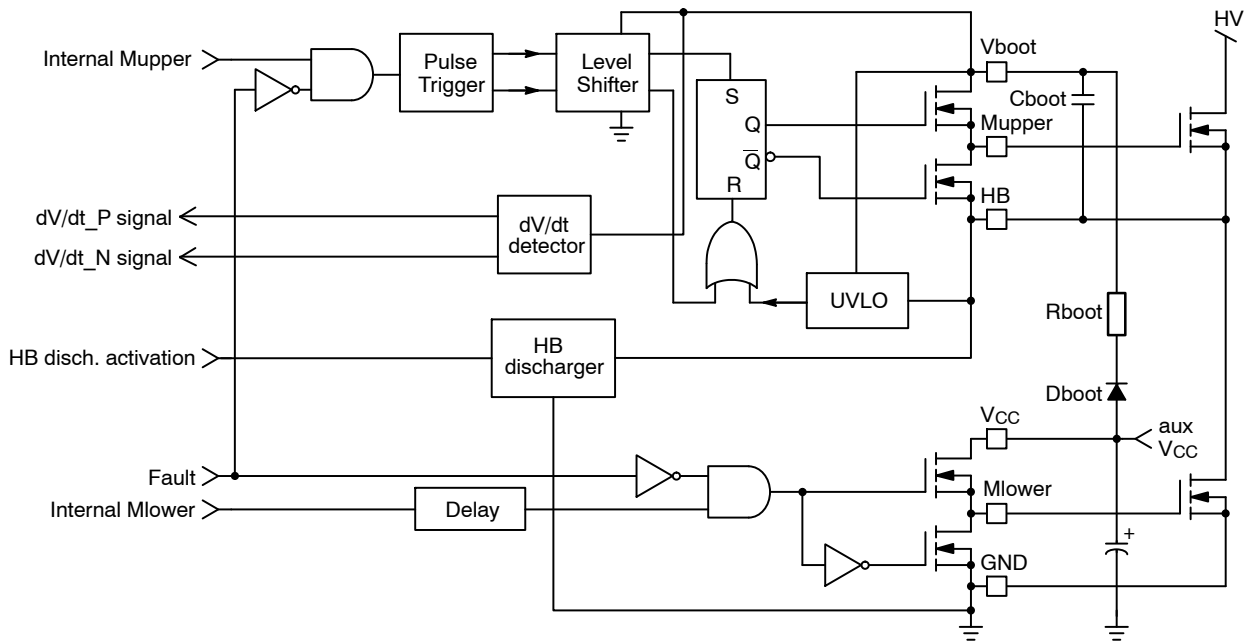 HV
Internal Mupper
Pulse
Trigger
Level
Shifter
Vboot
Cboot
S
Q
Mupper
Q̅
R
HB
dV/dt_P signal
dV/dt_N signal
dV/dt
detector
UVLO
Rboot
HB disch. activation
HB
discharger
Dboot
VCC
aux
VCC
Fault
Internal Mlower
Delay
Mlower
+
GND